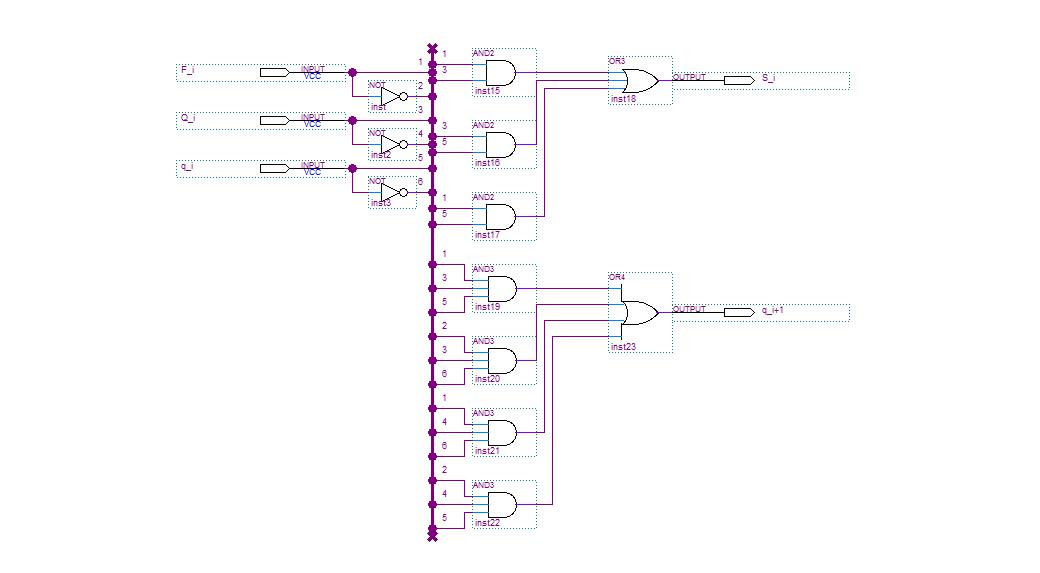 F_i
INPUT
VCC
1
NOT
inst
2
Q_i
INPUT
VCC
3
NOT
inst2
4
q_i
INPUT
VCC
5
NOT
inst3
6
1
3
AND2
inst15
3
5
AND2
inst16
1
5
AND2
inst17
OR3
inst18
OUTPUT
S_i
1
3
5
AND3
inst19
2
3
6
AND3
inst20
1
4
6
AND3
inst21
2
4
5
AND3
inst22
OR4
inst23
OUTPUT
q_i+1